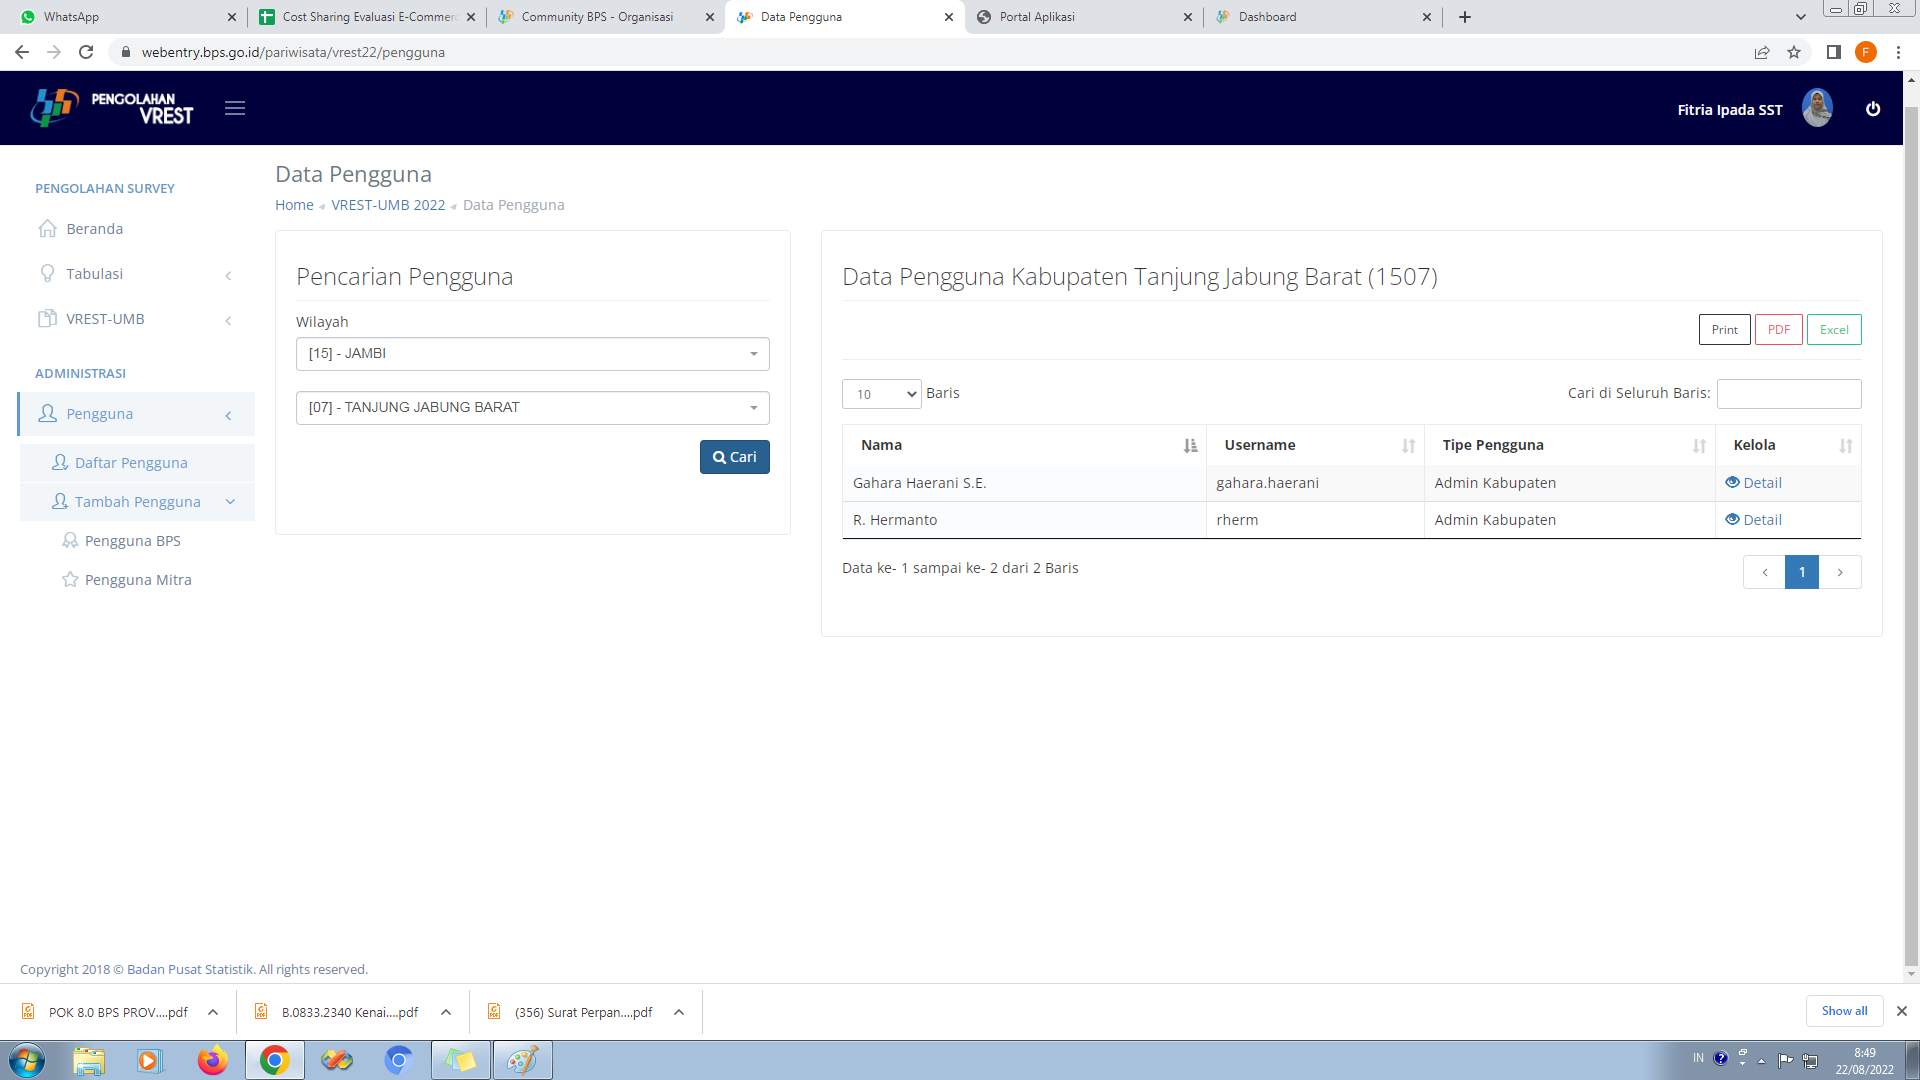 WhatsApp
Cost Sharing Evaluasi E-Commerc
Community BPS - Organisasi
Data Pengguna
Portal Aplikasi
Dashboard
webentry.bps.go.id/pariwisata/vrest22/pengguna
F
PENGOLAHAN
VREST
Fitria Ipada SST
PENGOLAHAN SURVEY
Beranda
Tabulasi
VREST-UMB
ADMINISTRASI
Pengguna
Daftar Pengguna
Tambah Pengguna
Pengguna BPS
Pengguna Mitra
Data Pengguna
Home VREST-UMB 2022 Data Pengguna
Pencarian Pengguna
Wilayah
[15] - JAMBI
[07] - TANJUNG JABUNG BARAT
Cari
Data Pengguna Kabupaten Tanjung Jabung Barat (1507)
Print PDF Excel
10 Baris
Cari di Seluruh Baris:
Nama Username Tipe Pengguna Kelola
Gahara Haerani S.E. gahara.haerani Admin Kabupaten Detail
R. Hermanto rherm Admin Kabupaten Detail
Data ke- 1 sampai ke- 2 dari 2 Baris
‹ 1 ›
Copyright 2018 © Badan Pusat Statistik. All rights reserved.
POK 8.0 BPS PROV....pdf
B.0833.2340 Kenai....pdf
(356) Surat Perpan....pdf
Show all
IN
8:49
22/08/2022